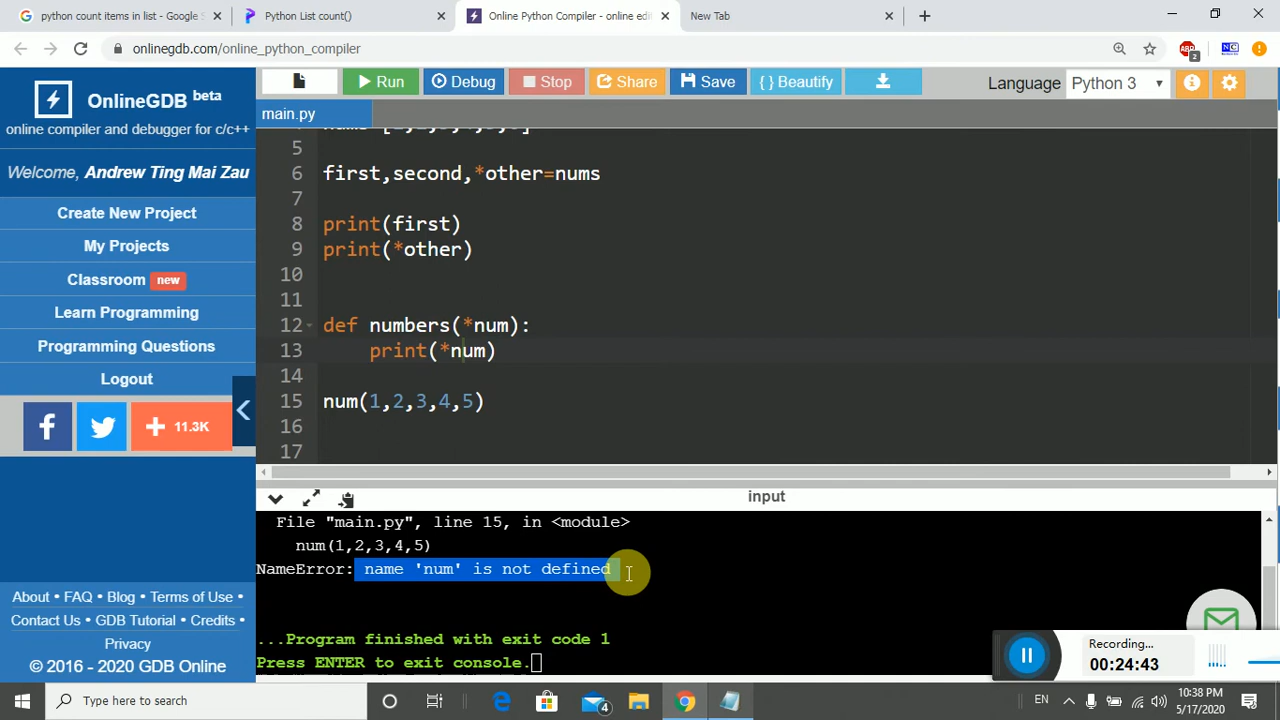 python count items in list - Google S
Python List count()
Online Python Compiler - online edi
New Tab
onlinegdb.com/online_python_compiler
2
OnlineGDB beta
online compiler and debugger for c/c++
Welcome, Andrew Ting Mai Zau
Create New Project
My Projects
Classroom new
Learn Programming
Programming Questions
Logout
11.3K
About • FAQ • Blog • Terms of Use •
Contact Us • GDB Tutorial • Credits •
Privacy
© 2016 - 2020 GDB Online
Run
Debug
Stop
Share
Save
{ } Beautify
Language Python 3
main.py
5
6 first,second,*other=nums
7
8 print(first)
9 print(*other)
10
11
12 def numbers(*num):
13 print(*num)
14
15 num(1,2,3,4,5)
16
17
input
File "main.py", line 15, in <module>
num(1,2,3,4,5)
NameError: name 'num' is not defined
...Program finished with exit code 1
Press ENTER to exit console.
Recording...
00:24:43
Type here to search
4
EN
10:38 PM
5/17/2020